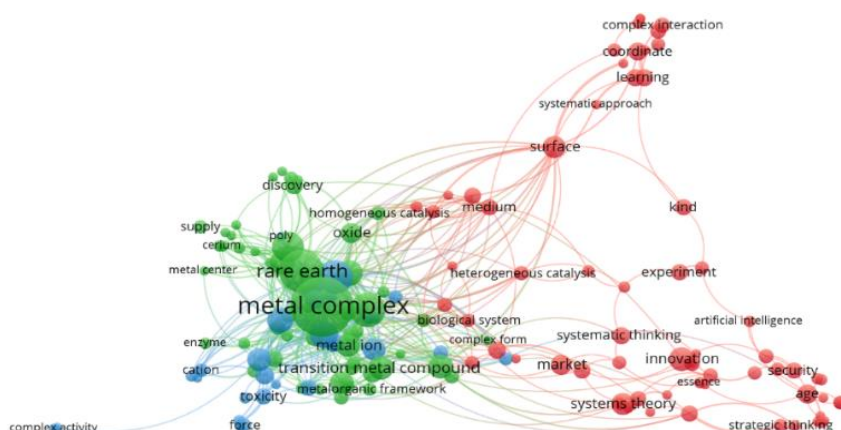 complex interaction
coordinate
learning
systematic approach
surface
discovery
medium
kind
homogeneous catalysis
supply
oxide
poly
cerium
metal center
rare earth
heterogeneous catalysis
experiment
metal complex
biological system
artificial intelligence
enzyme
metal ion
complex form
systematic thinking
cation
transition metal compound
market
innovation
security
toxicity
metalorganic framework
essence
age
systems theory
complex activity
force
strategic thinking